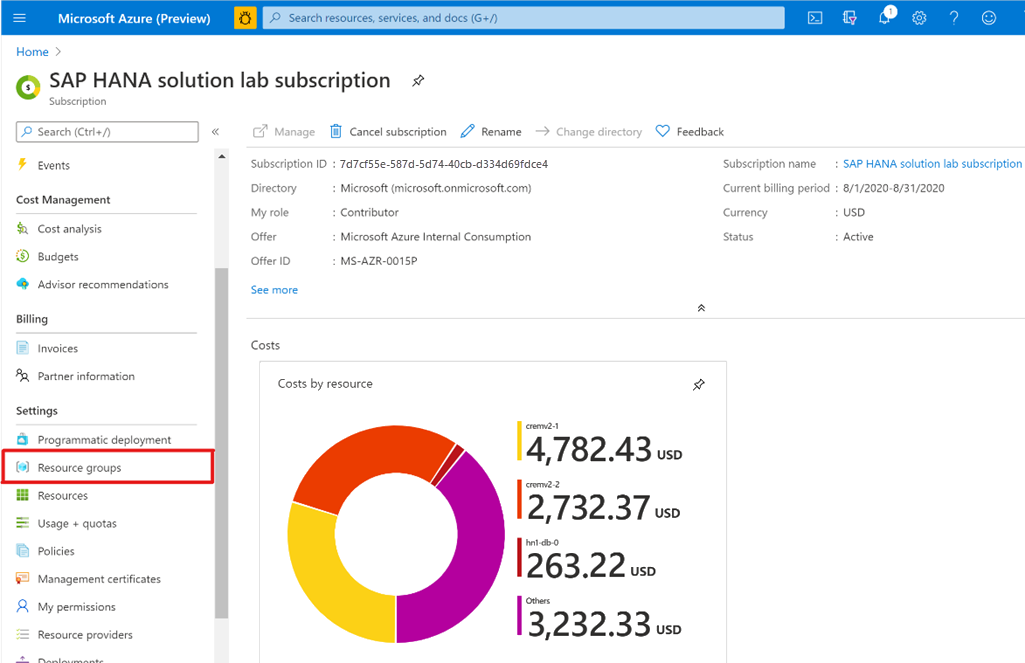 Microsoft Azure (Preview)
Search resources, services, and docs (G+/)
1
Home
SAP HANA solution lab subscription
Subscription
Search (Ctrl+/)
«
Events
Cost Management
Cost analysis
Budgets
Advisor recommendations
Billing
Invoices
Partner information
Settings
Programmatic deployment
Resource groups
Resources
Usage + quotas
Policies
Management certificates
My permissions
Resource providers
Deployments
Manage
Cancel subscription
Rename
Change directory
Feedback
Subscription ID : 7d7cf55e-587d-5d74-40cb-d334d69fdce4
Directory : Microsoft (microsoft.onmicrosoft.com)
My role : Contributor
Offer : Microsoft Azure Internal Consumption
Offer ID : MS-AZR-0015P
See more
Subscription name : SAP HANA solution lab subscription
Current billing period : 8/1/2020-8/31/2020
Currency : USD
Status : Active
Costs
Costs by resource
cremv2-1
4,782.43 USD
cremv2-2
2,732.37 USD
hn1-db-0
263.22 USD
Others
3,232.33 USD